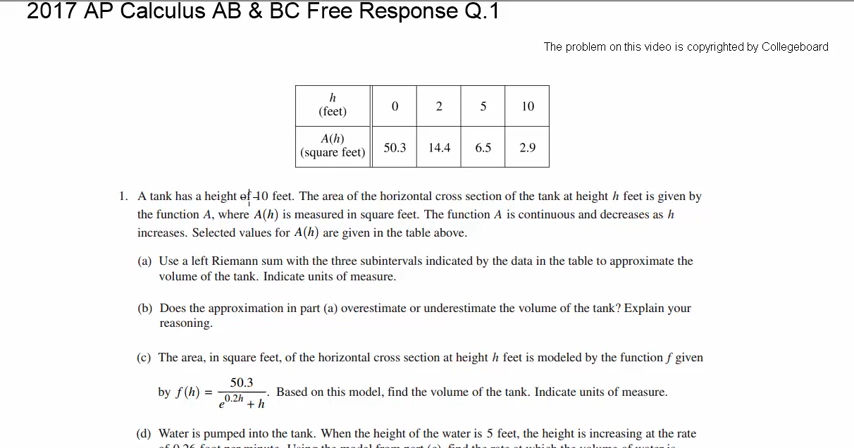 2017 AP Calculus AB & BC Free Response Q.1
The problem on this video is copyrighted by Collegeboard
h (feet) 0 2 5 10
A(h) (square feet) 50.3 14.4 6.5 2.9
1. A tank has a height of 10 feet. The area of the horizontal cross section of the tank at height h feet is given by
the function A, where A(h) is measured in square feet. The function A is continuous and decreases as h
increases. Selected values for A(h) are given in the table above.
(a) Use a left Riemann sum with the three subintervals indicated by the data in the table to approximate the
volume of the tank. Indicate units of measure.
(b) Does the approximation in part (a) overestimate or underestimate the volume of the tank? Explain your
reasoning.
(c) The area, in square feet, of the horizontal cross section at height h feet is modeled by the function f given
by f(h) = 50.3 / (e^0.2h + h). Based on this model, find the volume of the tank. Indicate units of measure.
(d) Water is pumped into the tank. When the height of the water is 5 feet, the height is increasing at the rate